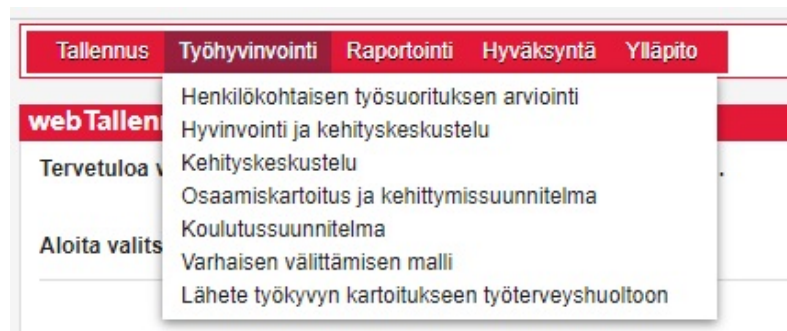 Tallennus Työhyvinvointi Raportointi Hyväksyntä Ylläpito
Henkilökohtaisen työsuorituksen arviointi
webTallen
Hyvinvointi ja kehityskeskustelu
Tervetuloa v
Kehityskeskustelu
Osaamiskartoitus ja kehittymissuunnitelma
Koulutussuunnitelma
Aloita valits
Varhaisen välittämisen malli
Lähete työkyvyn kartoitukseen työterveyshuoltoon